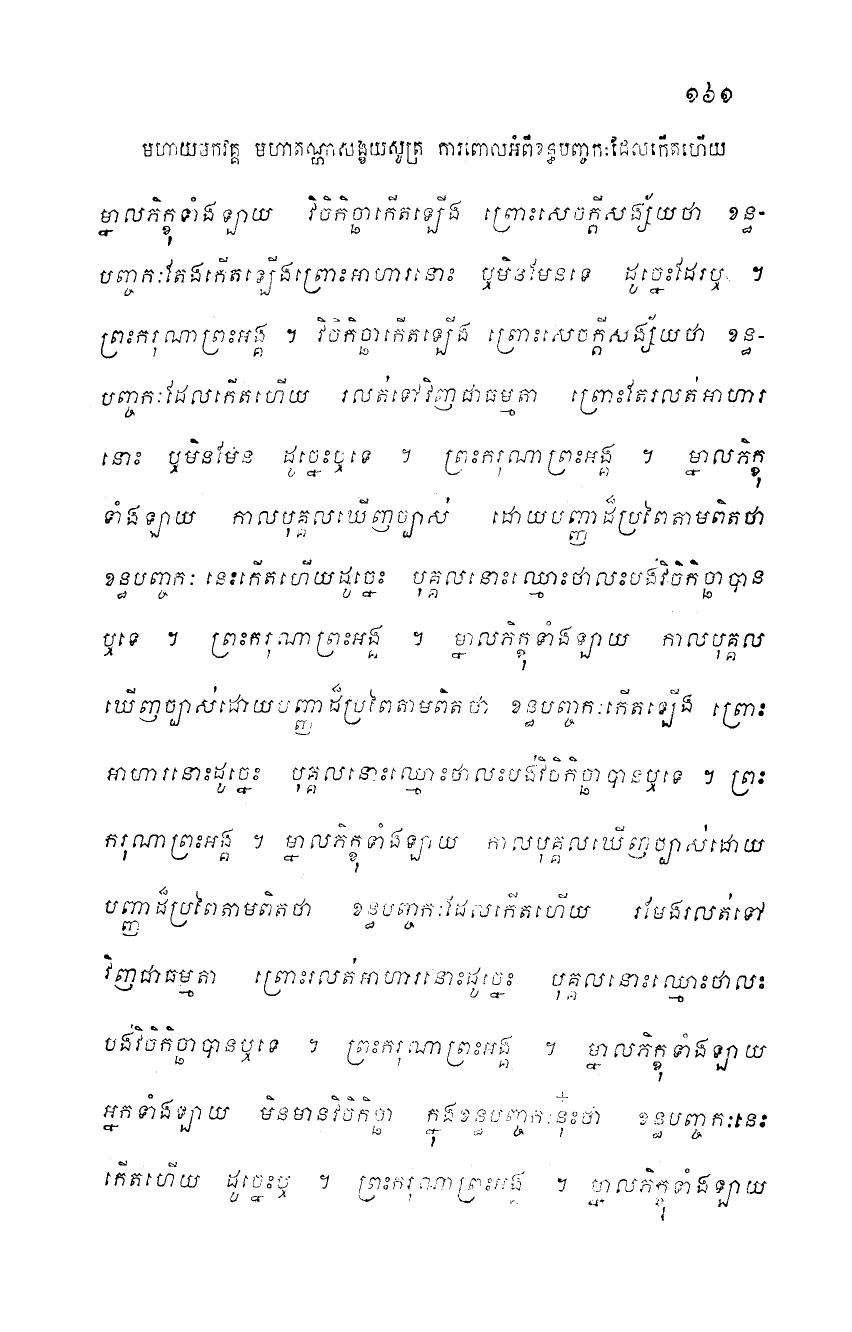 ១៦១
មហាយមកវគ្គ មហាតណ្ហាសង្ខយសូត្រ ការពោលអំពីខន្ធបញ្ចកៈដែលកើតហើយ
ម្នាលភិក្ខុទាំងឡាយ វិចិកិច្ឆាកើតឡើង ព្រោះសេចក្តីសង្ស័យថា ខន្ធ-
បញ្ចកៈតែងកើតឡើងព្រោះអាហារនោះ ឬមិនមែនទេ ដូច្នេះដែរឬ ។
ព្រះករុណាព្រះអង្គ ។ វិចិកិច្ឆាកើតឡើង ព្រោះសេចក្តីសង្ស័យថា ខន្ធ-
បញ្ចកៈដែលកើតហើយ រលត់ទៅវិញជាធម្មតា ព្រោះតែរលត់អាហារ
នោះ ឬមិនមែន ដូច្នេះឬទេ ។ ព្រះករុណាព្រះអង្គ ។ ម្នាលភិក្ខុ
ទាំងឡាយ កាលបុគ្គលឃើញច្បាស់ ដោយបញ្ញាដ៏ប្រពៃតាមពិតថា
ខន្ធបញ្ចកៈ នេះកើតហើយដូច្នេះ បុគ្គលនោះឈ្មោះថាលះបង់វិចិកិច្ឆាបាន
ឬទេ ។ ព្រះករុណាព្រះអង្គ ។ ម្នាលភិក្ខុទាំងឡាយ កាលបុគ្គល
ឃើញច្បាស់ដោយបញ្ញាដ៏ប្រពៃតាមពិតថា ខន្ធបញ្ចកៈកើតឡើង ព្រោះ
អាហារនោះដូច្នេះ បុគ្គលនោះឈ្មោះថាលះបង់វិចិកិច្ឆាបានឬទេ ។ ព្រះ
ករុណាព្រះអង្គ ។ ម្នាលភិក្ខុទាំងឡាយ កាលបុគ្គលឃើញច្បាស់ដោយ
បញ្ញាដ៏ប្រពៃតាមពិតថា ខន្ធបញ្ចកៈដែលកើតហើយ រមែងរលត់ទៅ
វិញជាធម្មតា ព្រោះរលត់អាហារនោះដូច្នេះ បុគ្គលនោះឈ្មោះថាលះ
បង់វិចិកិច្ឆាបានឬទេ ។ ព្រះករុណាព្រះអង្គ ។ ម្នាលភិក្ខុទាំងឡាយ
អ្នកទាំងឡាយ មិនមានវិចិកិច្ឆា ក្នុងខន្ធបញ្ចកៈនុ៎ះថា ខន្ធបញ្ចកៈនេះ
កើតហើយ ដូច្នេះឬ ។ ព្រះករុណាព្រះអង្គ ។ ម្នាលភិក្ខុទាំងឡាយ